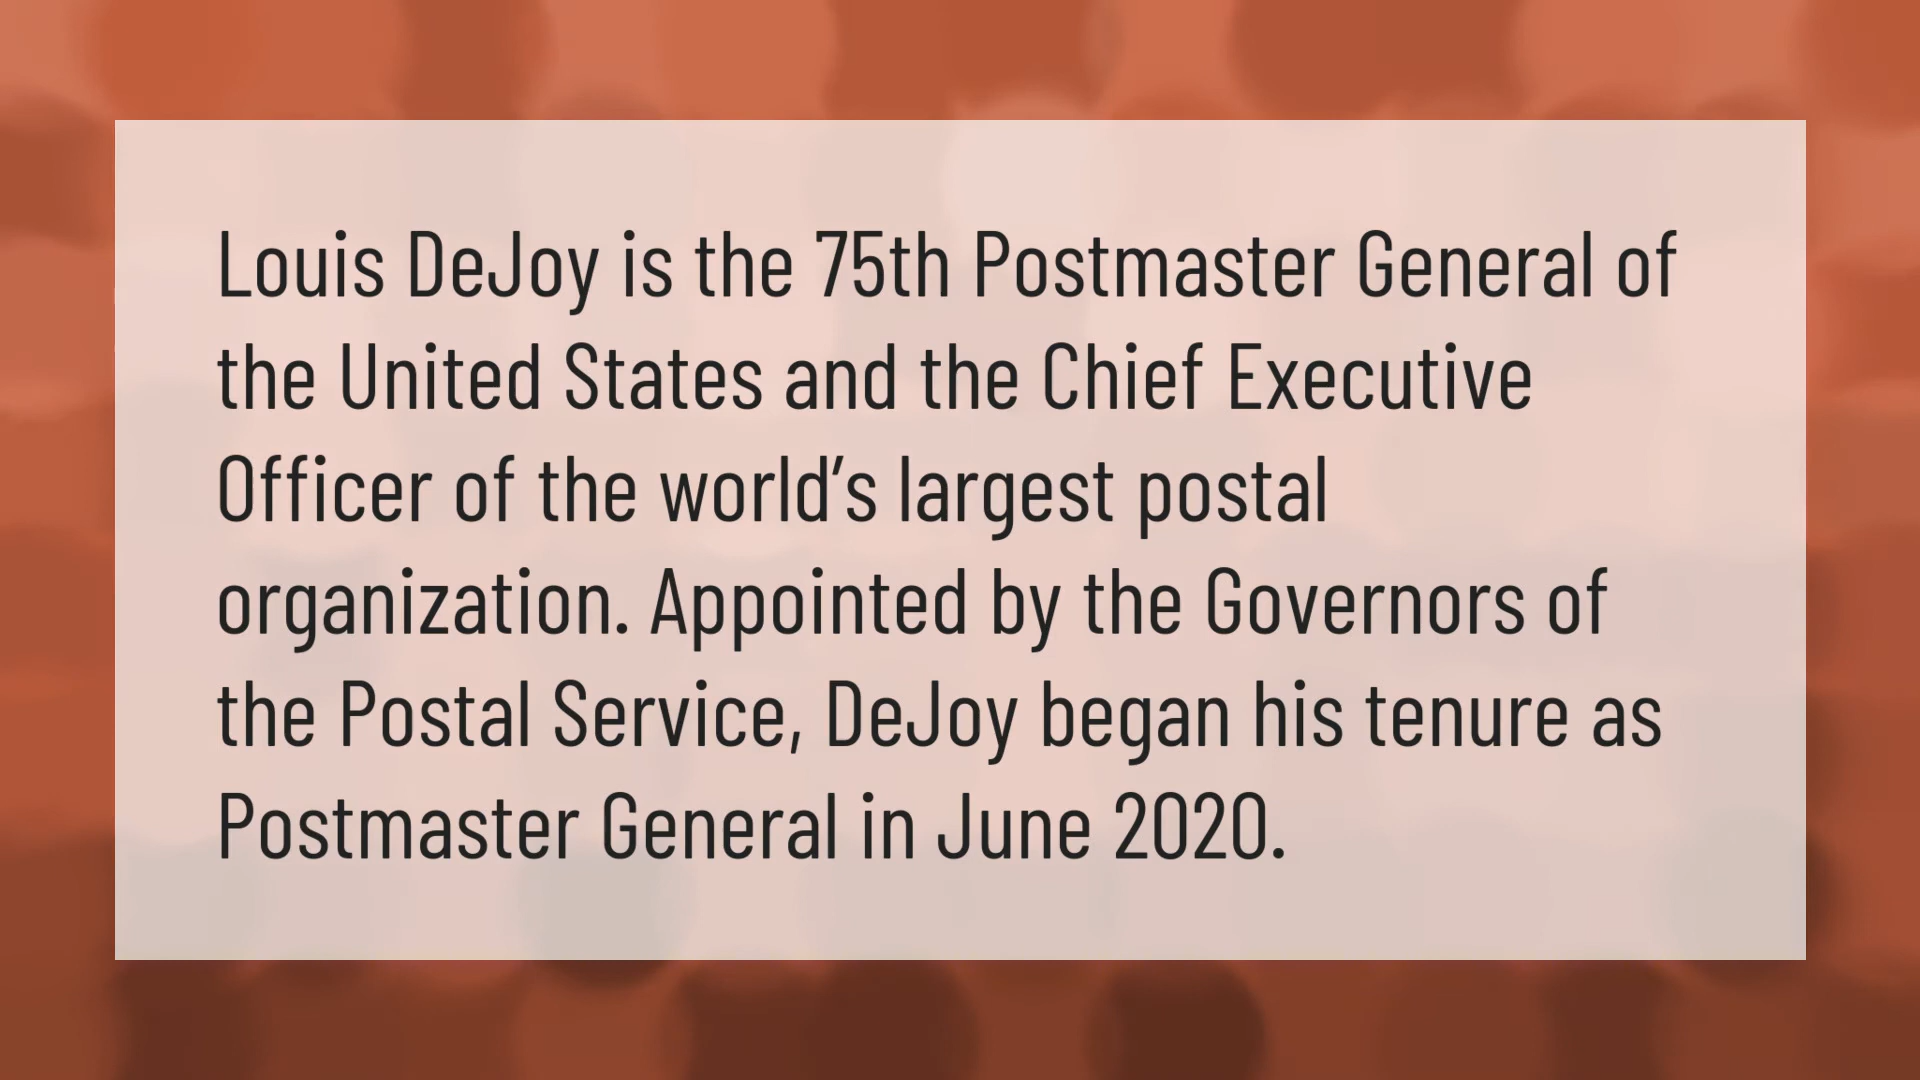 Louis DeJoy is the 75th Postmaster General of
the United States and the Chief Executive
Officer of the world’s largest postal
organization. Appointed by the Governors of
the Postal Service, DeJoy began his tenure as
Postmaster General in June 2020.